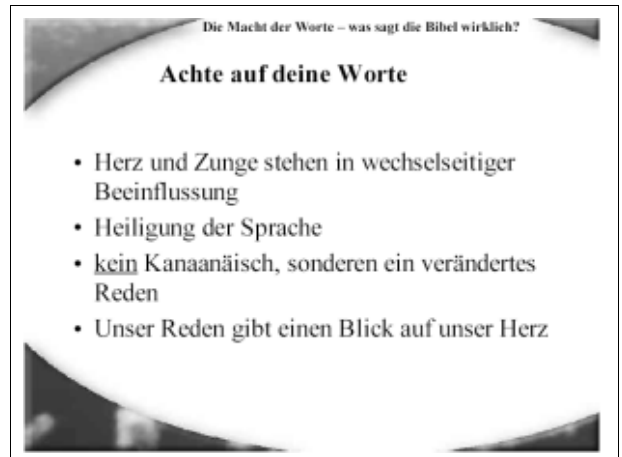 Die Macht der Worte – was sagt die Bibel wirklich?
Achte auf deine Worte
• Herz und Zunge stehen in wechselseitiger
Beeinflussung
• Heiligung der Sprache
• kein Kanaanäisch, sonderen ein verändertes
Reden
• Unser Reden gibt einen Blick auf unser Herz